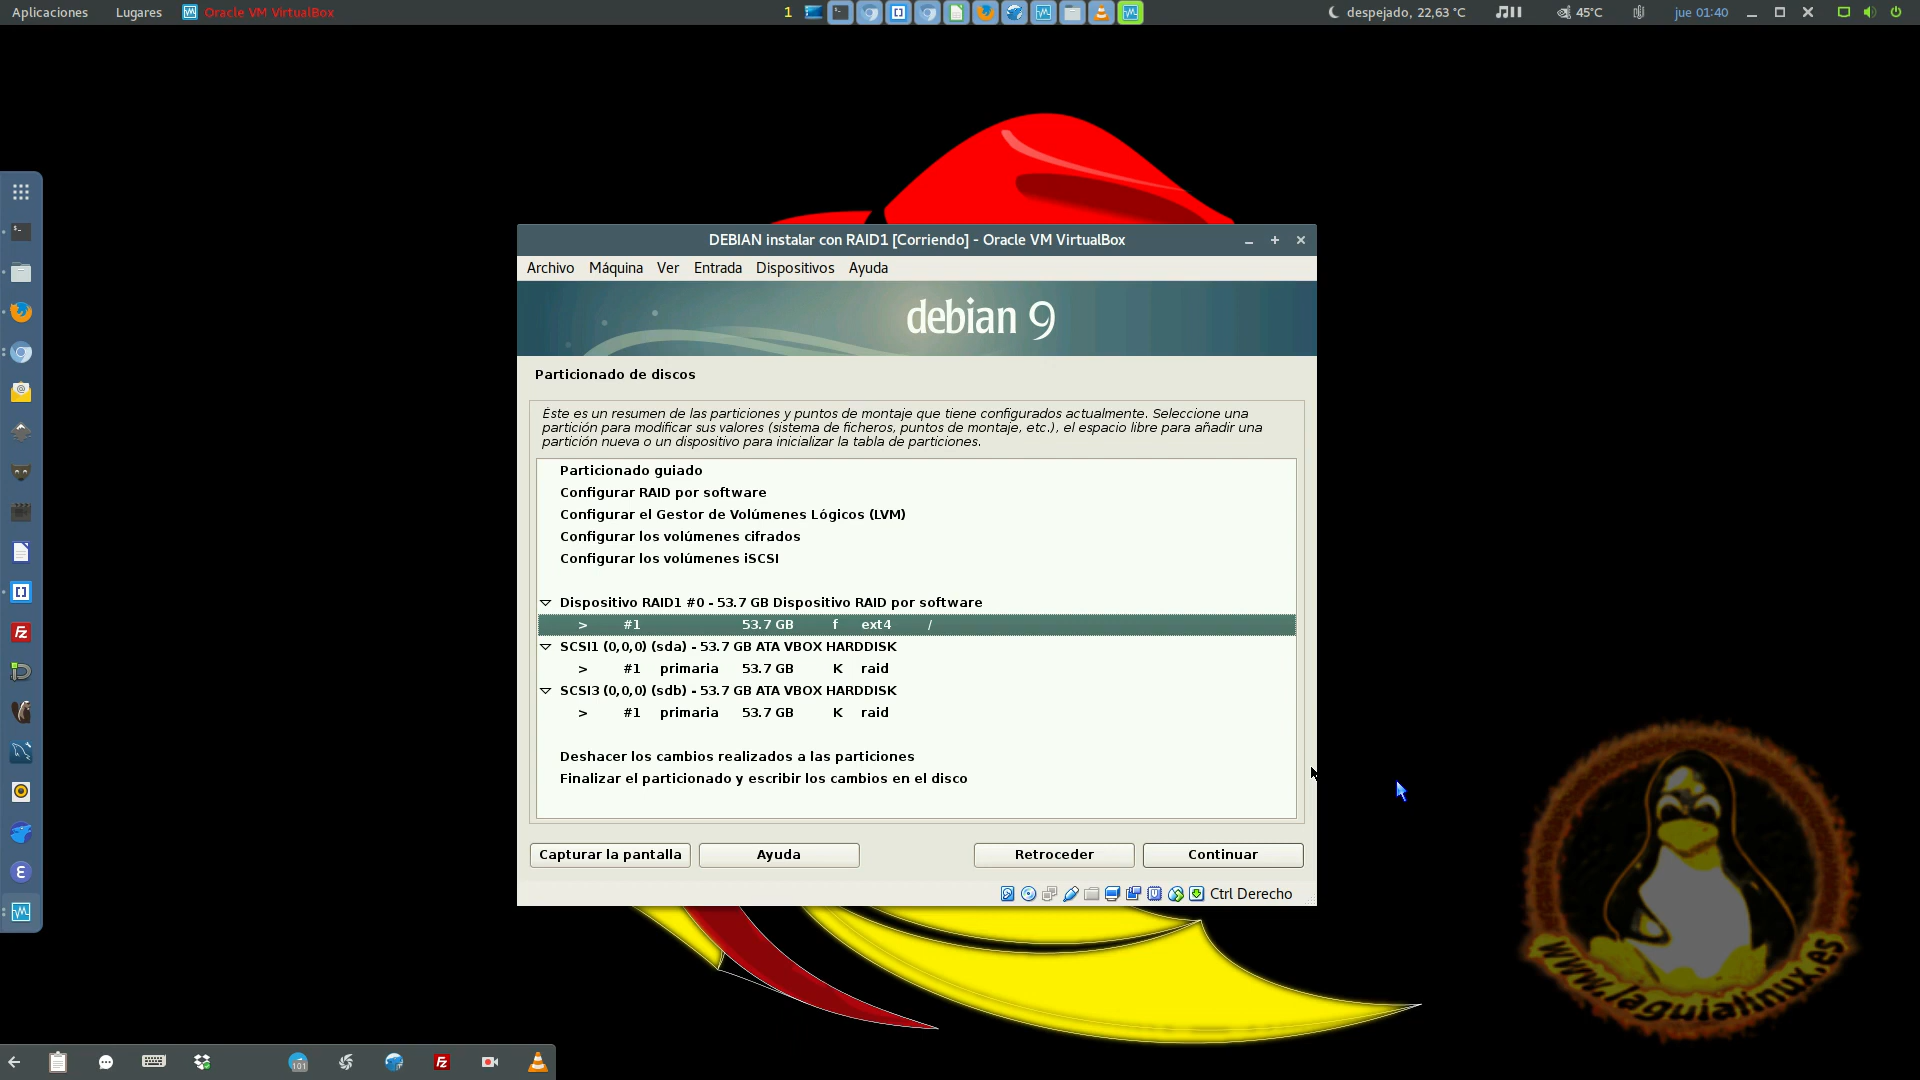 Aplicaciones Lugares Oracle VM VirtualBox 1 despejado, 22,63 °C 45°C jue 01:40
DEBIAN instalar con RAID1 [Corriendo] - Oracle VM VirtualBox
Archivo Máquina Ver Entrada Dispositivos Ayuda
debian 9
Particionado de discos
Éste es un resumen de las particiones y puntos de montaje que tiene configurados actualmente. Seleccione una
partición para modificar sus valores (sistema de ficheros, puntos de montaje, etc.), el espacio libre para añadir una
partición nueva o un dispositivo para inicializar la tabla de particiones.
Particionado guiado
Configurar RAID por software
Configurar el Gestor de Volúmenes Lógicos (LVM)
Configurar los volúmenes cifrados
Configurar los volúmenes iSCSI
Dispositivo RAID1 #0 - 53.7 GB Dispositivo RAID por software
> #1 53.7 GB f ext4 /
SCSI1 (0,0,0) (sda) - 53.7 GB ATA VBOX HARDDISK
> #1 primaria 53.7 GB K raid
SCSI3 (0,0,0) (sdb) - 53.7 GB ATA VBOX HARDDISK
> #1 primaria 53.7 GB K raid
Deshacer los cambios realizados a las particiones
Finalizar el particionado y escribir los cambios en el disco
Capturar la pantalla Ayuda Retroceder Continuar
Ctrl Derecho
www.laguialinux.es
101